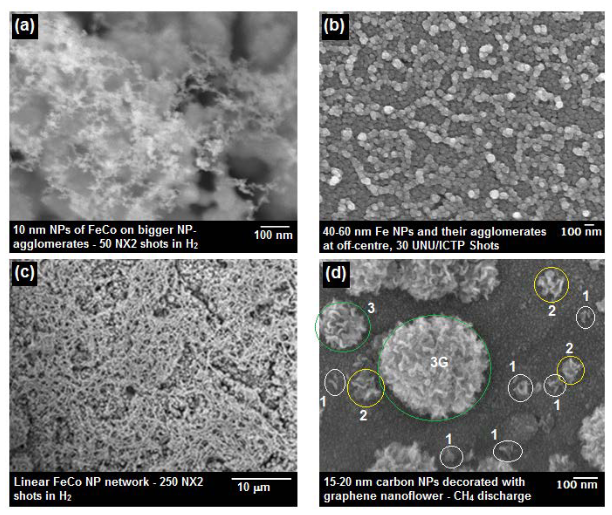 (a)
10 nm NPs of FeCo on bigger NP-
agglomerates - 50 NX2 shots in H₂
100 nm
(b)
40-60 nm Fe NPs and their agglomerates
at off-centre, 30 UNU/ICTP Shots
100 nm
(c)
Linear FeCo NP network - 250 NX2
shots in H₂
10 µm
(d)
1
2
3
3G
2
1
1
1
2
1
1
15-20 nm carbon NPs decorated with
graphene nanoflower - CH₄ discharge
100 nm